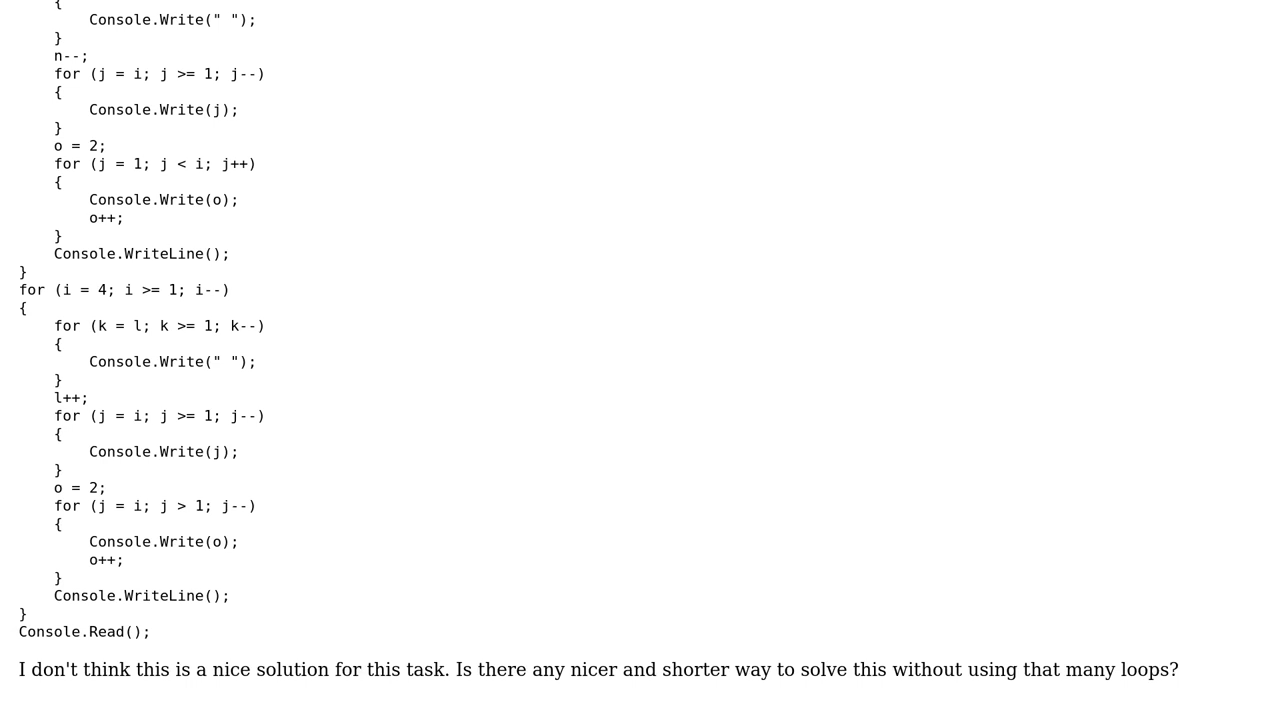 {
        Console.Write(" ");
    }
    n--;
    for (j = i; j >= 1; j--)
    {
        Console.Write(j);
    }
    o = 2;
    for (j = 1; j < i; j++)
    {
        Console.Write(o);
        o++;
    }
    Console.WriteLine();
}
for (i = 4; i >= 1; i--)
{
    for (k = l; k >= 1; k--)
    {
        Console.Write(" ");
    }
    l++;
    for (j = i; j >= 1; j--)
    {
        Console.Write(j);
    }
    o = 2;
    for (j = i; j > 1; j--)
    {
        Console.Write(o);
        o++;
    }
    Console.WriteLine();
}
Console.Read();
I don't think this is a nice solution for this task. Is there any nicer and shorter way to solve this without using that many loops?